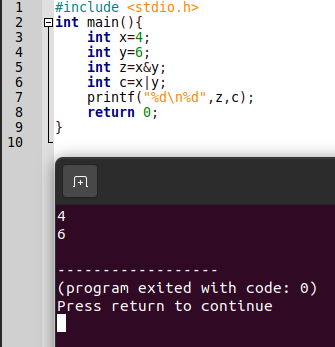 1 #include <stdio.h>
2 int main(){
3 int x=4;
4 int y=6;
5 int z=x&y;
6 int c=x|y;
7 printf("%d\n%d",z,c);
8 return 0;
9 }
10
4
6
------------------
(program exited with code: 0)
Press return to continue